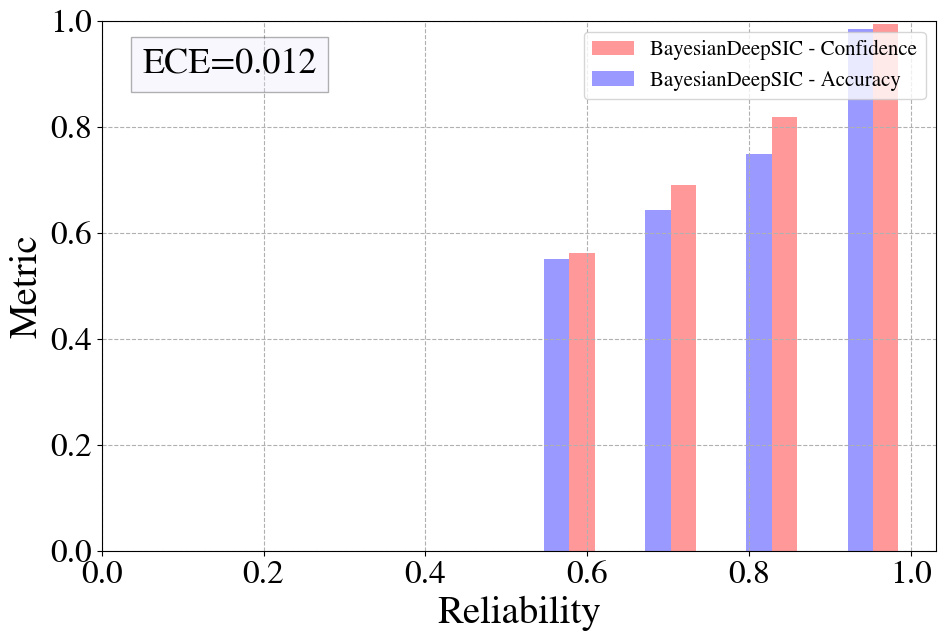 ECE=0.012
BayesianDeepSIC - Confidence
BayesianDeepSIC - Accuracy
Metric
1.0
0.8
0.6
0.4
0.2
0.0
0.0 0.2 0.4 0.6 0.8 1.0
Reliability